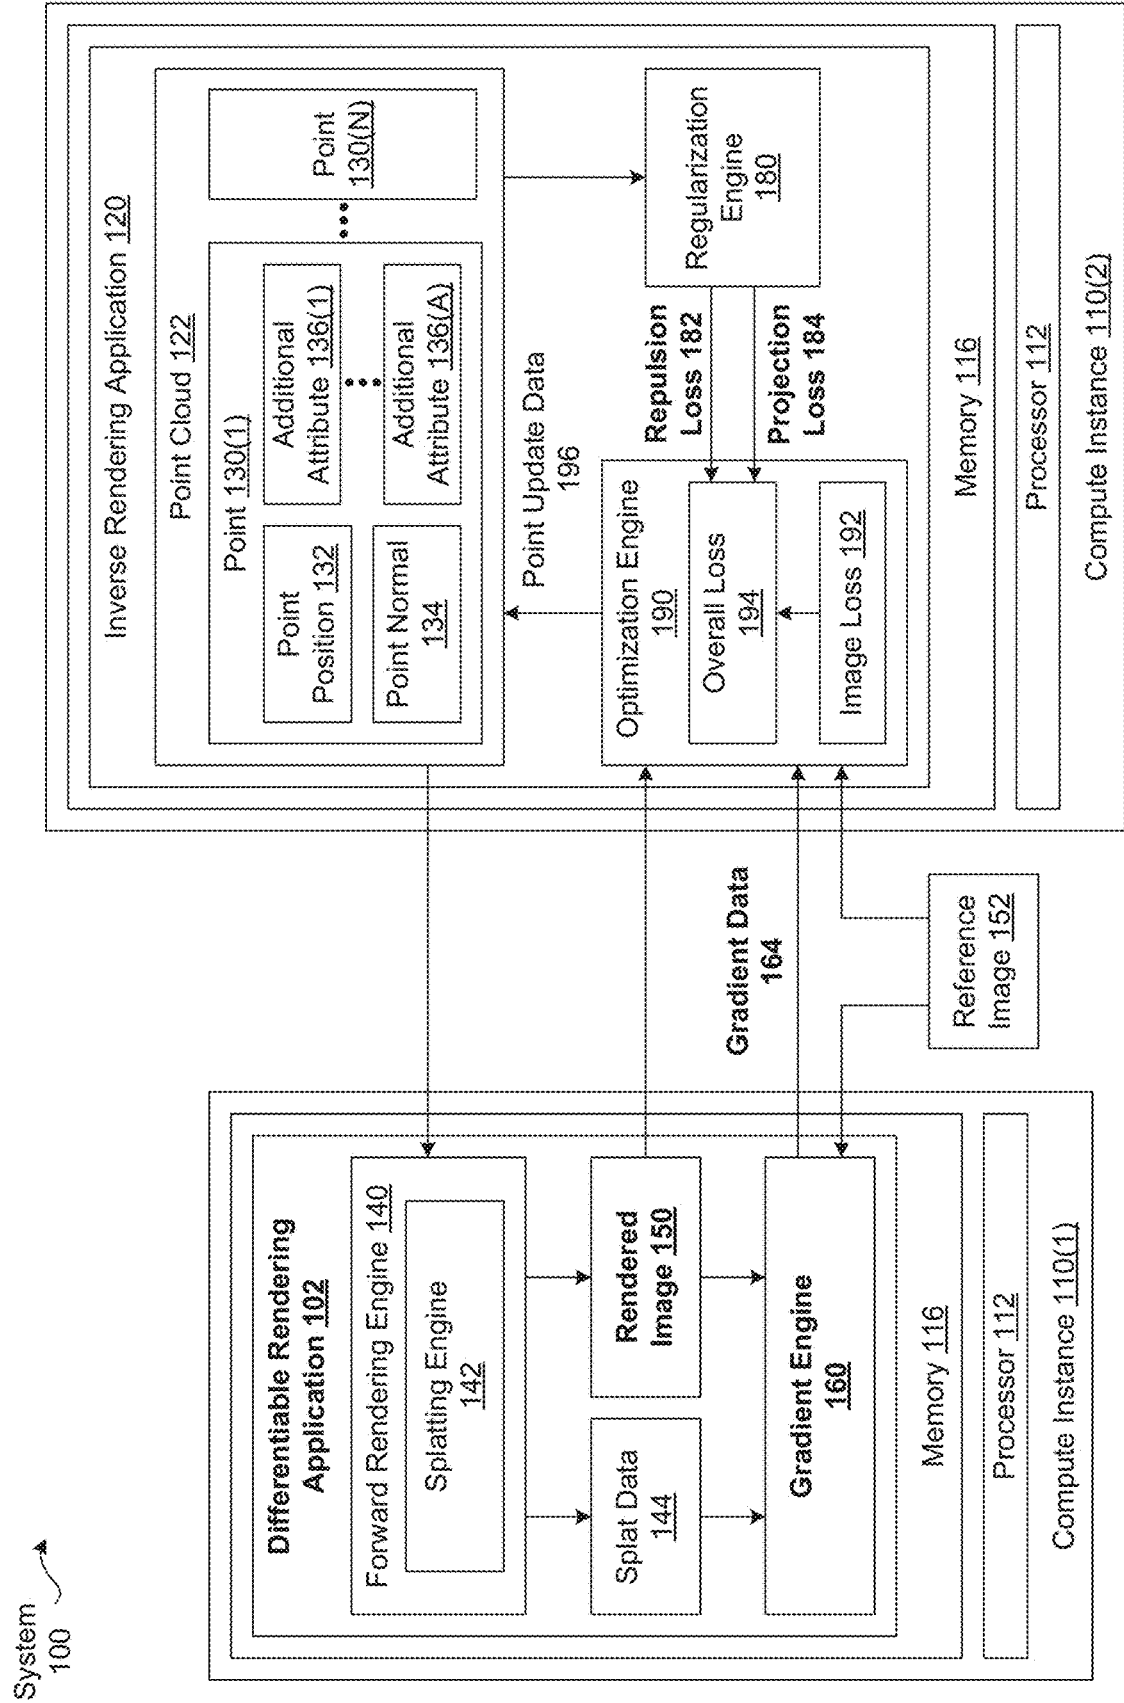 System
100
Differentiable Rendering
Application 102
Forward Rendering Engine 140
Splatting Engine
142
Splat Data
144
Rendered
Image 150
Gradient Engine
160
Memory 116
Processor 112
Compute Instance 110(1)
Gradient Data
164
Reference
Image 152
Inverse Rendering Application 120
Point Cloud 122
Point 130(1)
Point
Position 132
Point Normal
134
Additional
Attribute 136(1)
Additional
Attribute 136(A)
Point
130(N)
Point Update Data
196
Optimization Engine
190
Overall Loss
194
Image Loss 192
Repulsion
Loss 182
Projection
Loss 184
Regularization
Engine
180
Memory 116
Processor 112
Compute Instance 110(2)